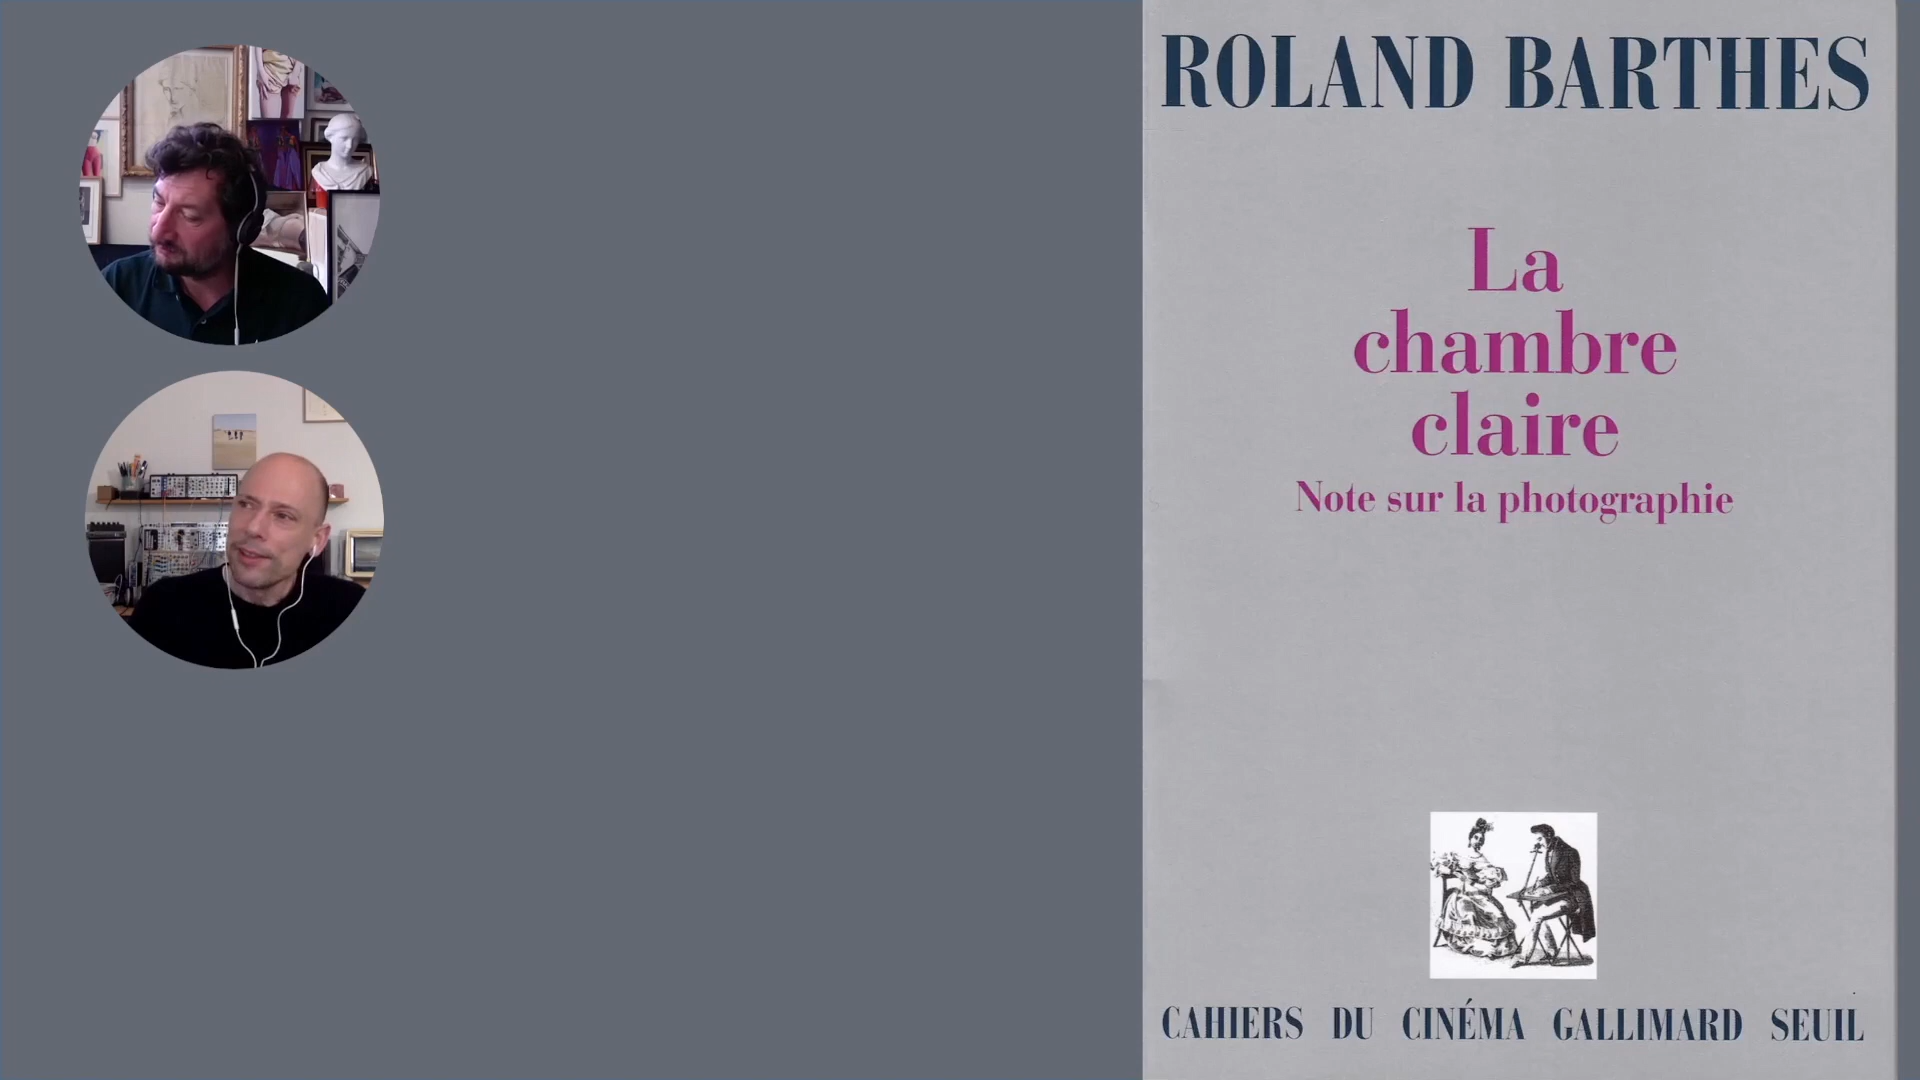 ROLAND BARTHES
La
chambre
claire
Note sur la photographie
CAHIERS DU CINÉMA GALLIMARD SEUIL